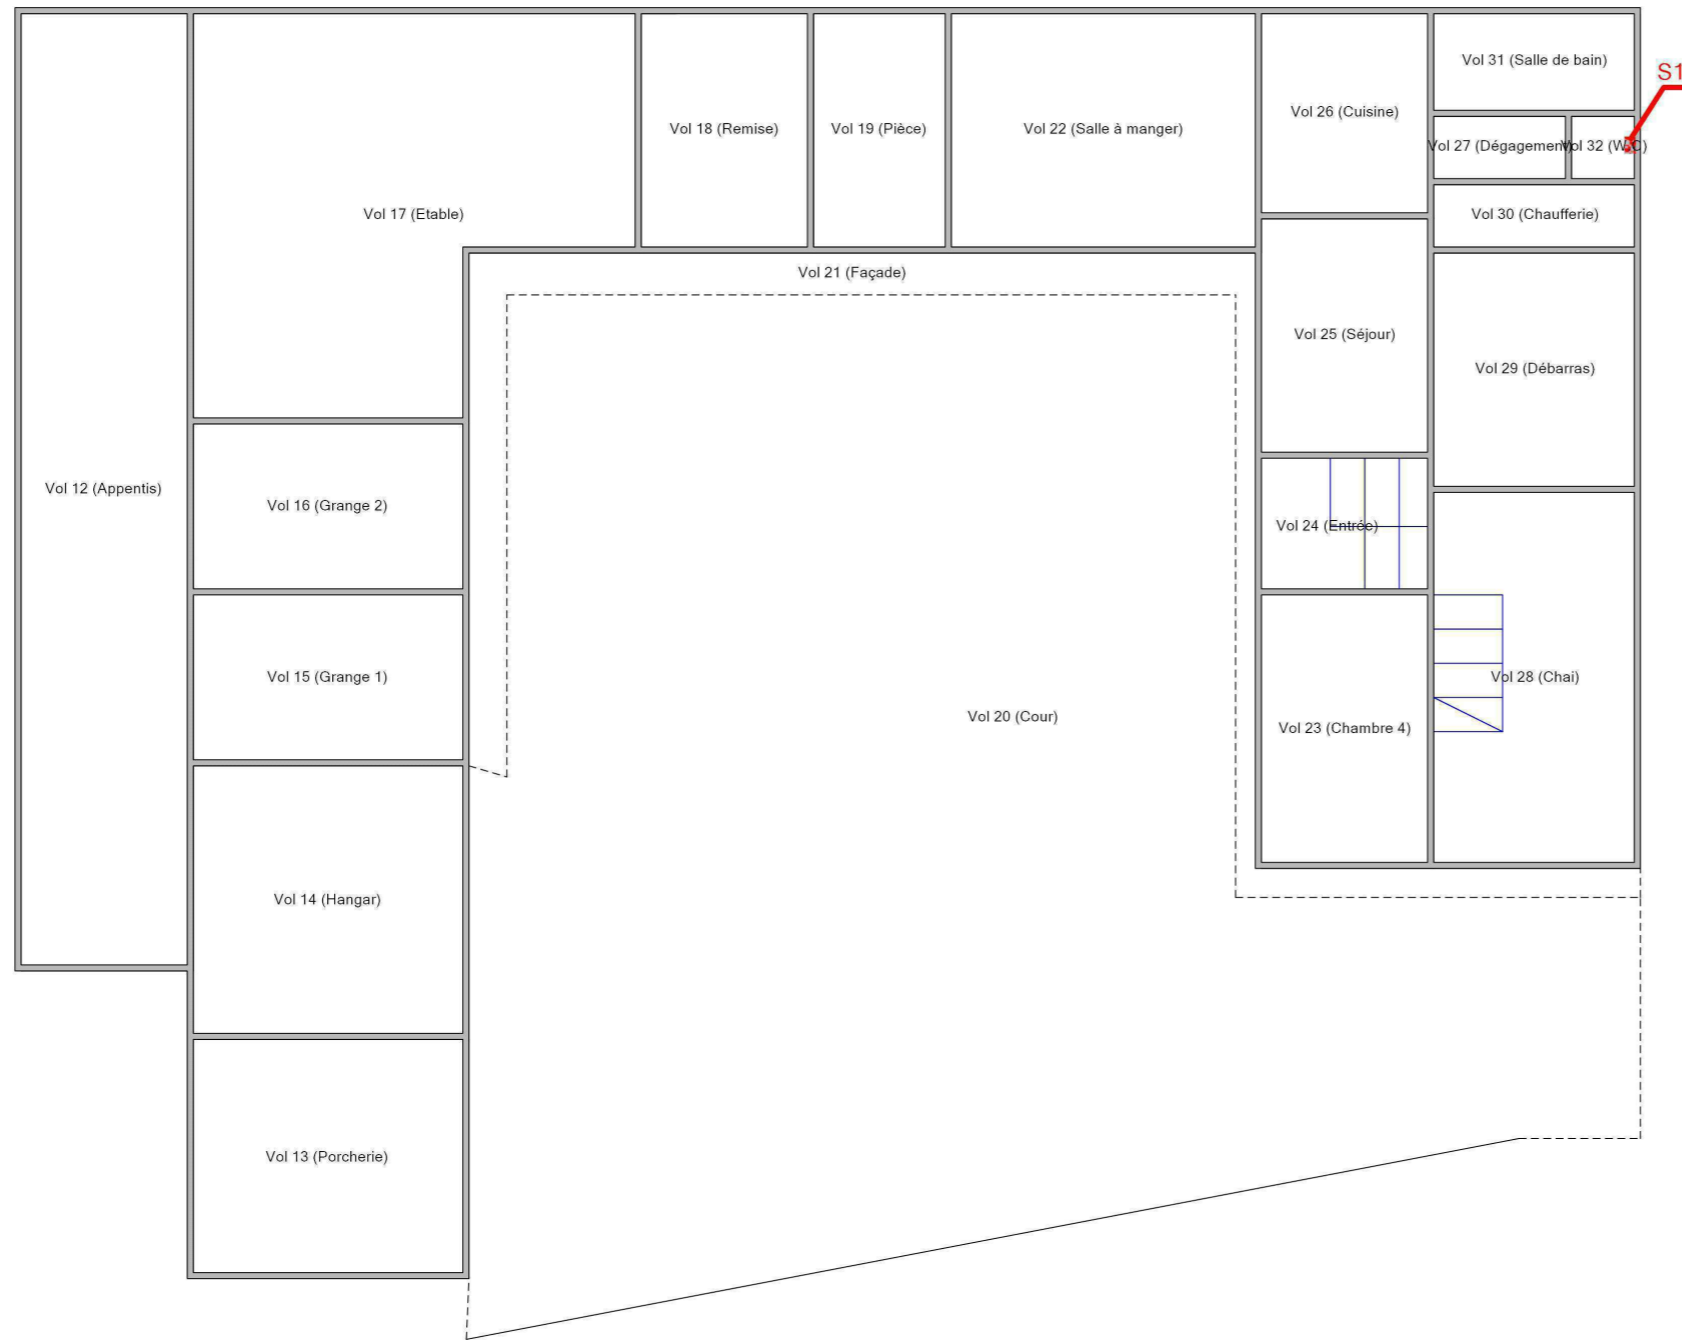 Vol 31 (Salle de bain)
S1
Vol 26 (Cuisine)
Vol 18 (Remise)
Vol 19 (Pièce)
Vol 22 (Salle à manger)
Vol 27 (Dégagement)
Vol 32 (W.C)
Vol 17 (Etable)
Vol 30 (Chaufferie)
Vol 21 (Façade)
Vol 25 (Séjour)
Vol 29 (Débarras)
Vol 12 (Appentis)
Vol 16 (Grange 2)
Vol 24 (Entrée)
Vol 15 (Grange 1)
Vol 28 (Chai)
Vol 20 (Cour)
Vol 23 (Chambre 4)
Vol 14 (Hangar)
Vol 13 (Porcherie)